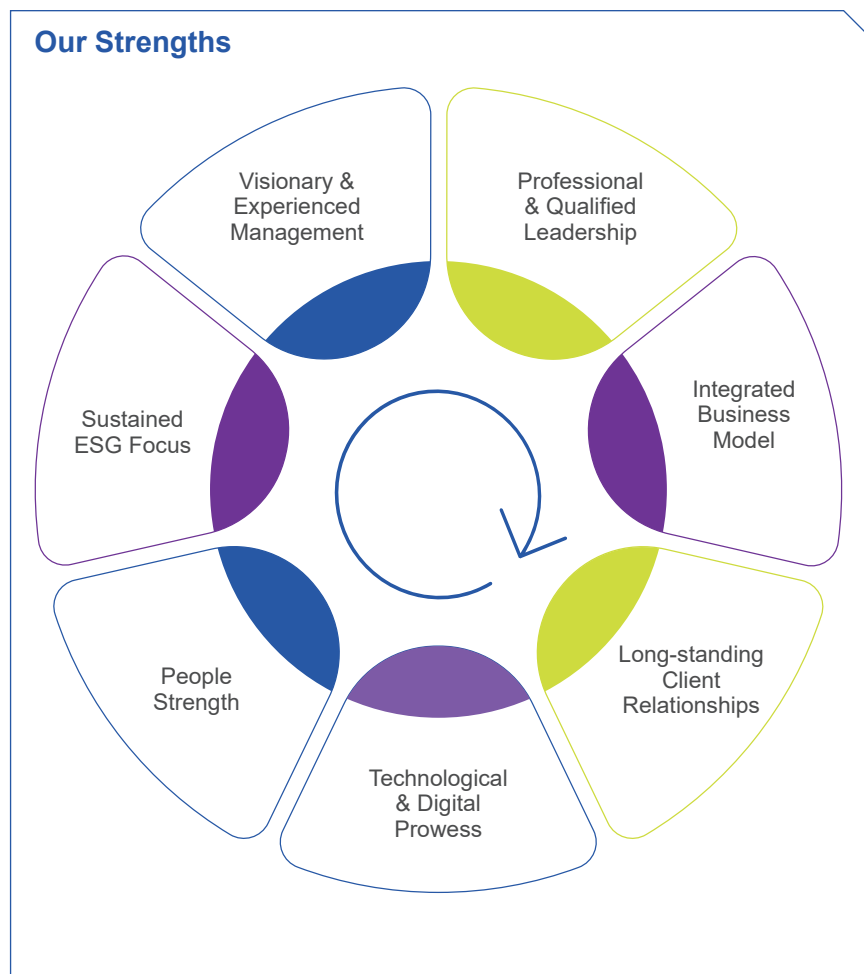 Our Strengths
Visionary &
Experienced
Management
Professional
& Qualified
Leadership
Integrated
Business
Model
Long-standing
Client
Relationships
Technological
& Digital
Prowess
People
Strength
Sustained
ESG Focus